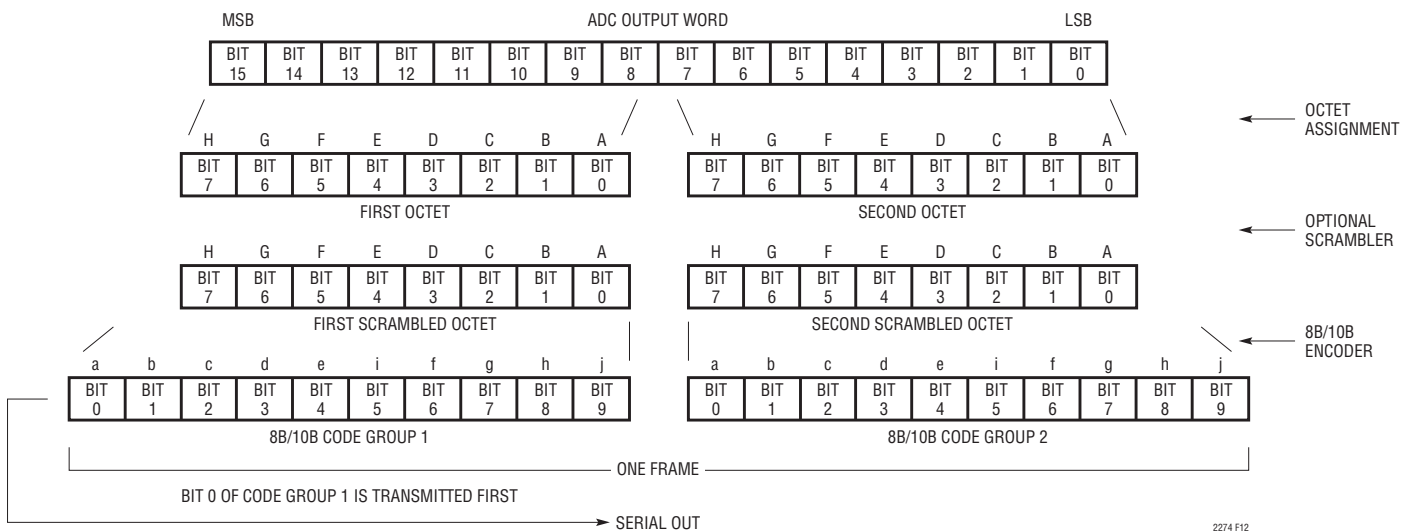 MSB ADC OUTPUT WORD LSB
BIT 15 BIT 14 BIT 13 BIT 12 BIT 11 BIT 10 BIT 9 BIT 8 BIT 7 BIT 6 BIT 5 BIT 4 BIT 3 BIT 2 BIT 1 BIT 0
OCTET ASSIGNMENT
H G F E D C B A H G F E D C B A
BIT 7 BIT 6 BIT 5 BIT 4 BIT 3 BIT 2 BIT 1 BIT 0 BIT 7 BIT 6 BIT 5 BIT 4 BIT 3 BIT 2 BIT 1 BIT 0
FIRST OCTET SECOND OCTET
OPTIONAL SCRAMBLER
H G F E D C B A H G F E D C B A
BIT 7 BIT 6 BIT 5 BIT 4 BIT 3 BIT 2 BIT 1 BIT 0 BIT 7 BIT 6 BIT 5 BIT 4 BIT 3 BIT 2 BIT 1 BIT 0
FIRST SCRAMBLED OCTET SECOND SCRAMBLED OCTET
8B/10B ENCODER
a b c d e i f g h j a b c d e i f g h j
BIT 0 BIT 1 BIT 2 BIT 3 BIT 4 BIT 5 BIT 6 BIT 7 BIT 8 BIT 9 BIT 0 BIT 1 BIT 2 BIT 3 BIT 4 BIT 5 BIT 6 BIT 7 BIT 8 BIT 9
8B/10B CODE GROUP 1 8B/10B CODE GROUP 2
ONE FRAME
BIT 0 OF CODE GROUP 1 IS TRANSMITTED FIRST
SERIAL OUT
2274 F12